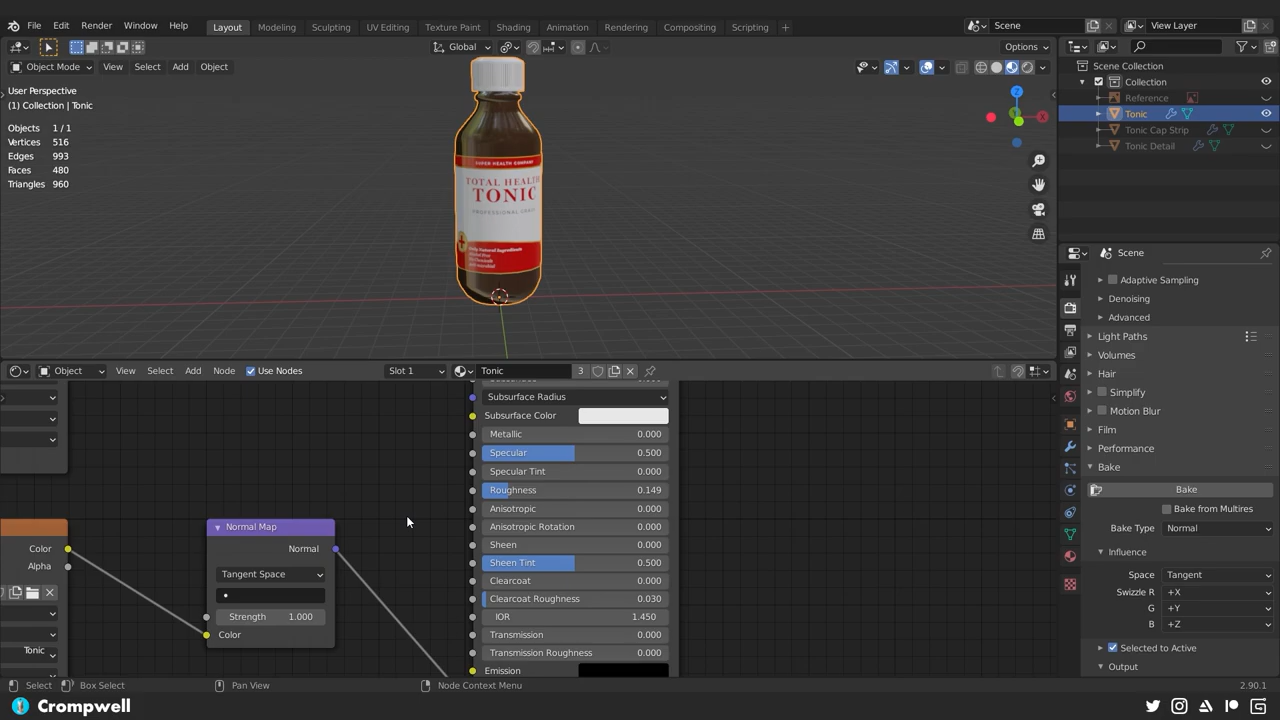 File Edit Render Window Help Layout Modeling Sculpting UV Editing Texture Paint Shading Animation Rendering Compositing Scripting + Scene View Layer
Global Options
Object Mode View Select Add Object
User Perspective
(1) Collection | Tonic
Objects 1 / 1
Vertices 516
Edges 993
Faces 480
Triangles 960
SUPER HEALTH COMPANY
TOTAL HEALTH
TONIC
Z
X
Scene Collection
Collection
Reference
Tonic
Tonic Cap Strip
Tonic Detail
Scene
Adaptive Sampling
Denoising
Advanced
Light Paths
Volumes
Hair
Simplify
Motion Blur
Film
Performance
Bake
Bake
Bake from Multires
Bake Type Normal
Influence
Space Tangent
Swizzle R +X
G +Y
B +Z
Selected to Active
Output
Object View Select Add Node Use Nodes Slot 1 Tonic 3
Subsurface Radius
Subsurface Color
Metallic 0.000
Specular 0.500
Specular Tint 0.000
Roughness 0.149
Anisotropic 0.000
Anisotropic Rotation 0.000
Sheen 0.000
Sheen Tint 0.500
Clearcoat 0.000
Clearcoat Roughness 0.030
IOR 1.450
Transmission 0.000
Transmission Roughness 0.000
Emission
Color
Alpha
Tonic
Normal Map
Normal
Tangent Space
Strength 1.000
Color
Select Box Select Pan View Node Context Menu 2.90.1
Crompwell